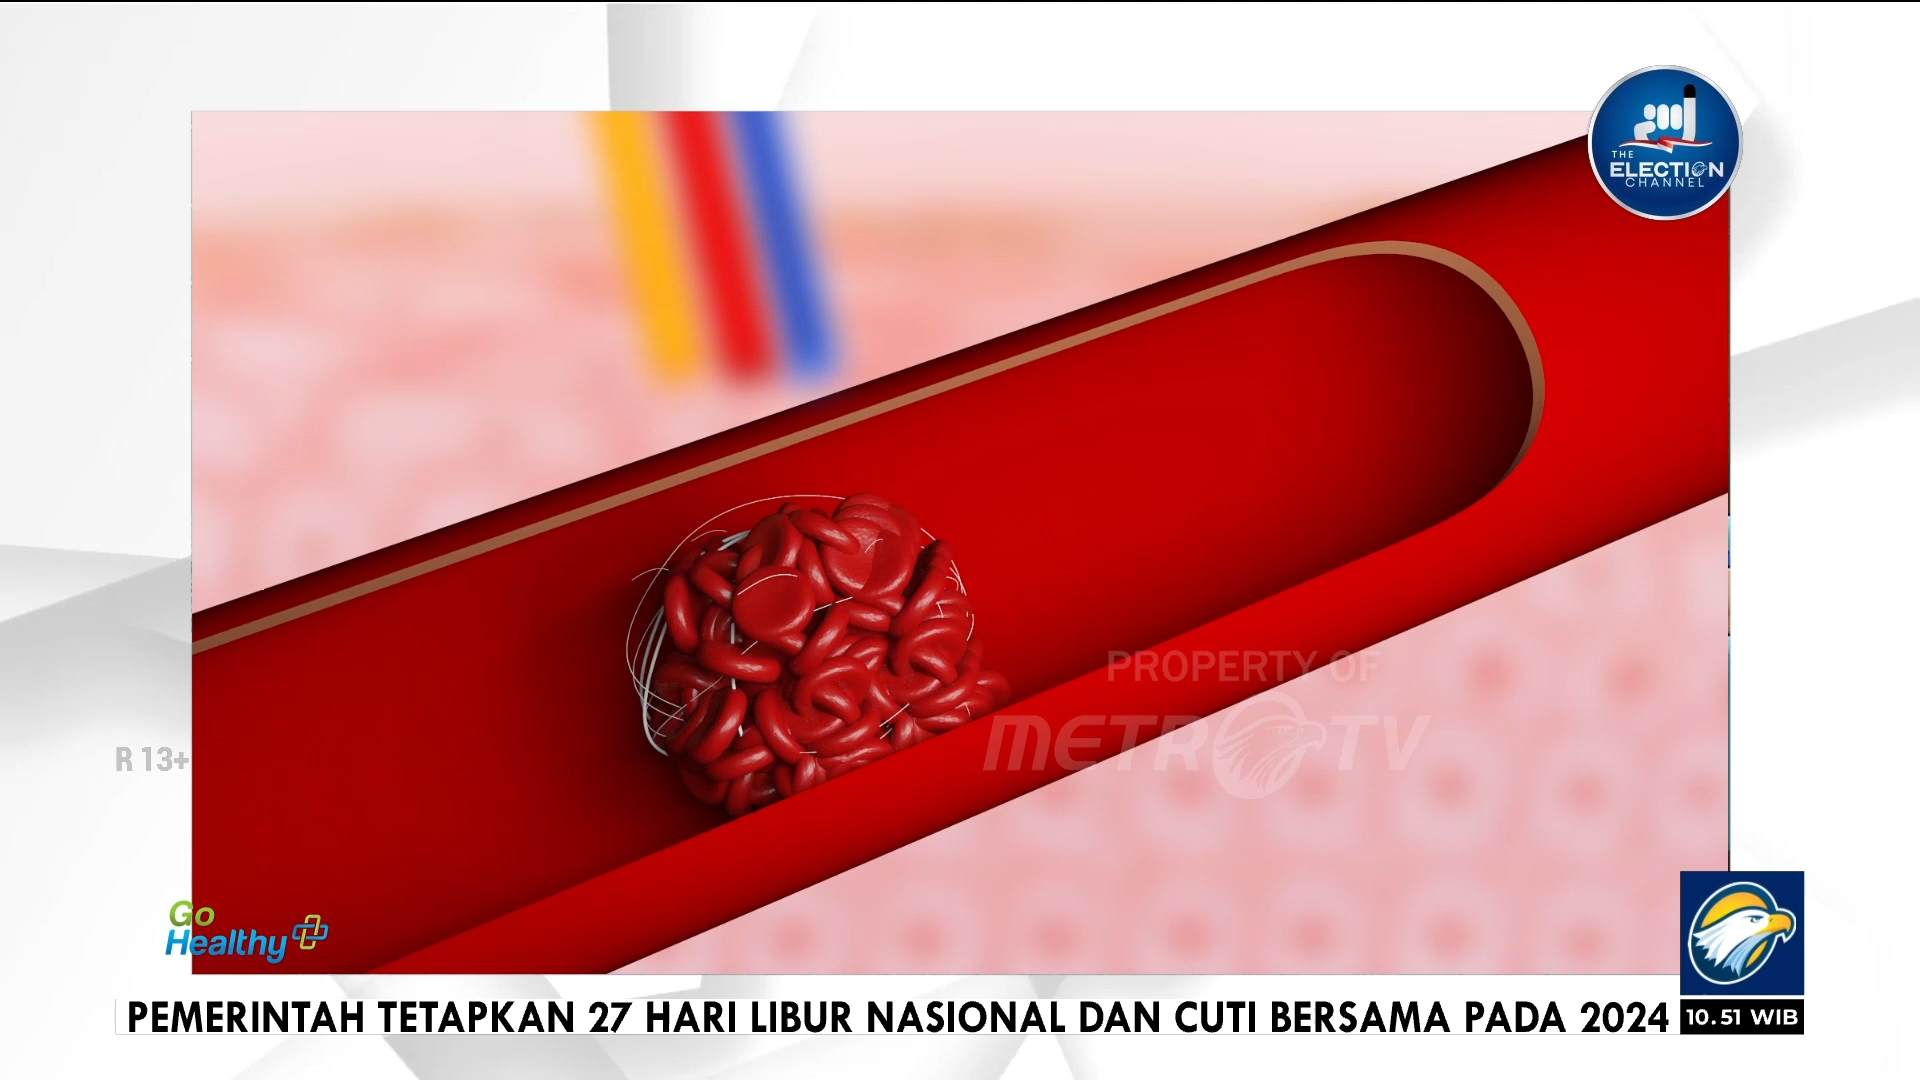 THE
ELECTION
CHANNEL
PROPERTY OF
METRO TV
R 13+
Go
Healthy
PEMERINTAH TETAPKAN 27 HARI LIBUR NASIONAL DAN CUTI BERSAMA PADA 2024
10.51 WIB